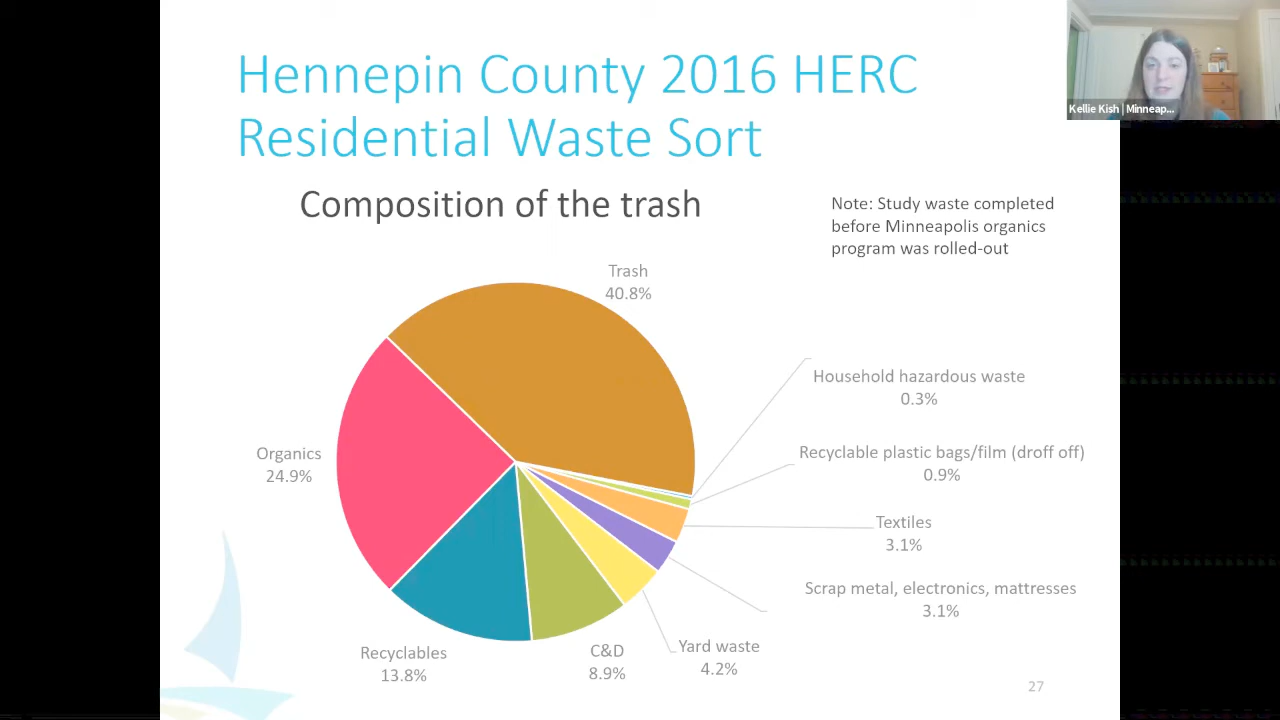 Hennepin County 2016 HERC
Residential Waste Sort
Kellie Kish | Minneap...
Composition of the trash
Note: Study waste completed
before Minneapolis organics
program was rolled-out
Trash
40.8%
Household hazardous waste
0.3%
Recyclable plastic bags/film (droff off)
0.9%
Organics
24.9%
Textiles
3.1%
Scrap metal, electronics, mattresses
3.1%
Yard waste
4.2%
C&D
8.9%
Recyclables
13.8%
27